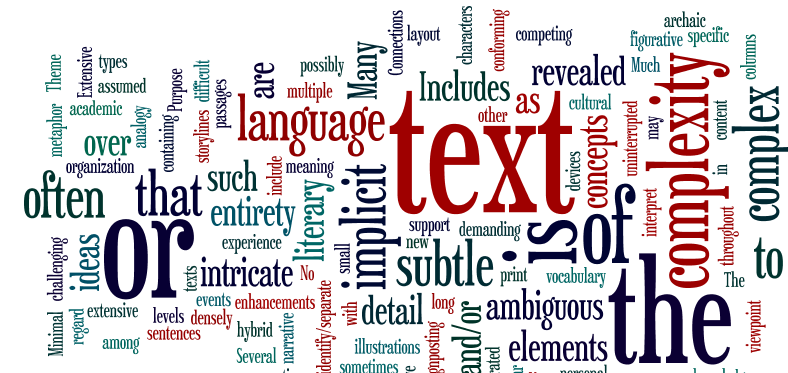 archaic
characters
conforming
Connections
layout
competing
figurative
specific
Theme
Extensive
types
possibly
Many
revealed
Much
columns
assumed
Purpose
difficult
are
multiple
Includes
as
cultural
complexity
metaphor
academic
analogy
containing
storylines
passages
language
text
other
concepts
uninterrupted
may
content
complex
over
organization
include
meaning
devices
in
often
that
such
entirety
literary
implicit
support
demanding
is
of
interpret
throughout
or
experience
new
challenging
ideas
texts
intricate
No
small
subtle
print
vocabulary
The
to
Minimal
regard
extensive
levels
events
enhancements
identify/separate
with
detail
long
and/or
ambiguous
the
viewpoint
sentences
densely
hybrid
narrative
among
Several
illustrations
elements
sometimes